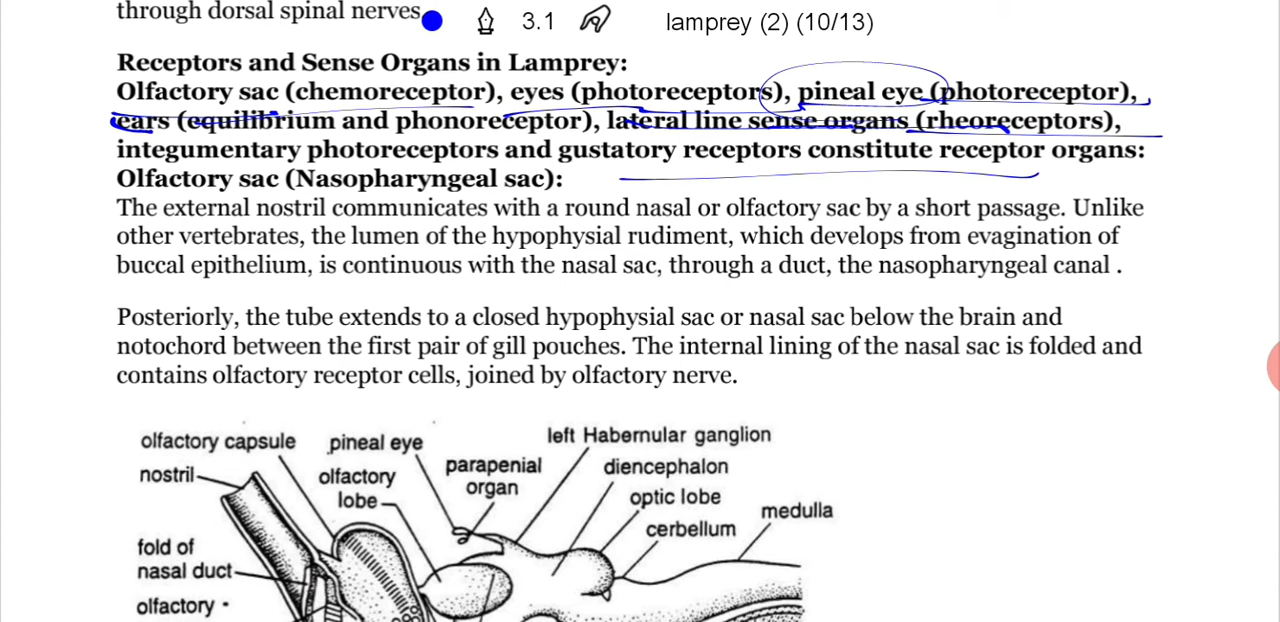 through dorsal spinal nerves
3.1
lamprey (2) (10/13)
Receptors and Sense Organs in Lamprey:
Olfactory sac (chemoreceptor), eyes (photoreceptors), pineal eye (photoreceptor),
ears (equilibrium and phonoreceptor), lateral line sense organs (rheoreceptors),
integumentary photoreceptors and gustatory receptors constitute receptor organs:
Olfactory sac (Nasopharyngeal sac):
The external nostril communicates with a round nasal or olfactory sac by a short passage. Unlike
other vertebrates, the lumen of the hypophysial rudiment, which develops from evagination of
buccal epithelium, is continuous with the nasal sac, through a duct, the nasopharyngeal canal .
Posteriorly, the tube extends to a closed hypophysial sac or nasal sac below the brain and
notochord between the first pair of gill pouches. The internal lining of the nasal sac is folded and
contains olfactory receptor cells, joined by olfactory nerve.
olfactory capsule
pineal eye
left Habernular ganglion
nostril
olfactory
lobe
parapenial
organ
diencephalon
optic lobe
cerbellum
medulla
fold of
nasal duct
olfactory